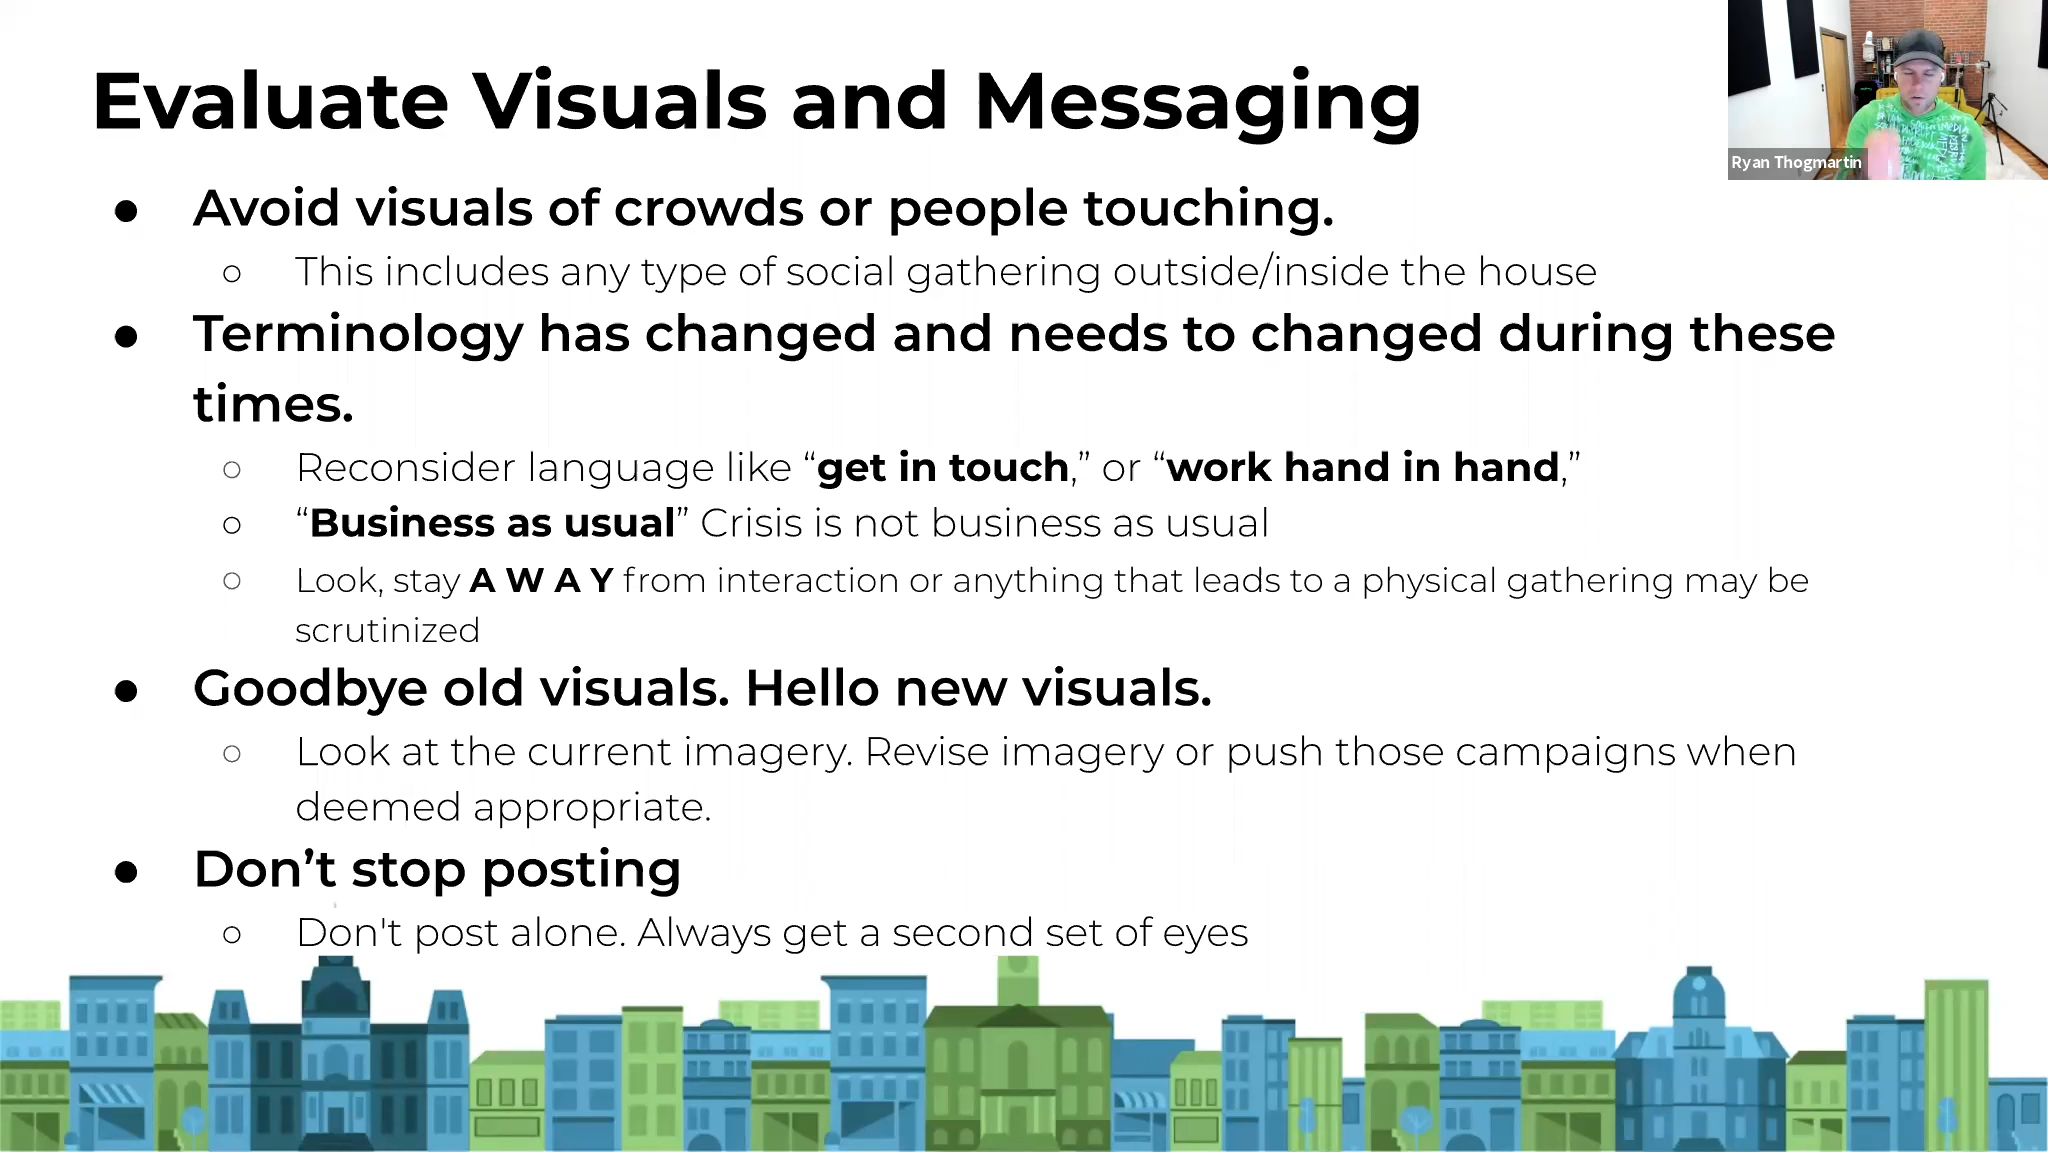 Evaluate Visuals and Messaging
Ryan Thogmartin
● Avoid visuals of crowds or people touching.
○ This includes any type of social gathering outside/inside the house
● Terminology has changed and needs to changed during these
times.
○ Reconsider language like “get in touch,” or “work hand in hand,”
○ “Business as usual” Crisis is not business as usual
○ Look, stay A W A Y from interaction or anything that leads to a physical gathering may be
scrutinized
● Goodbye old visuals. Hello new visuals.
○ Look at the current imagery. Revise imagery or push those campaigns when
deemed appropriate.
● Don’t stop posting
○ Don't post alone. Always get a second set of eyes